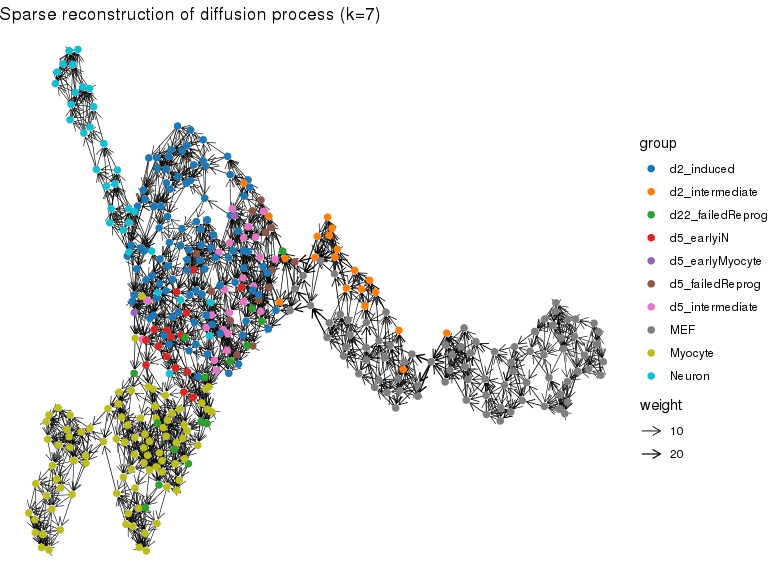 Sparse reconstruction of diffusion process (k=7)
group
d2_induced
d2_intermediate
d22_failedReprog
d5_earlyiN
d5_earlyMyocyte
d5_failedReprog
d5_intermediate
MEF
Myocyte
Neuron
weight
10
20